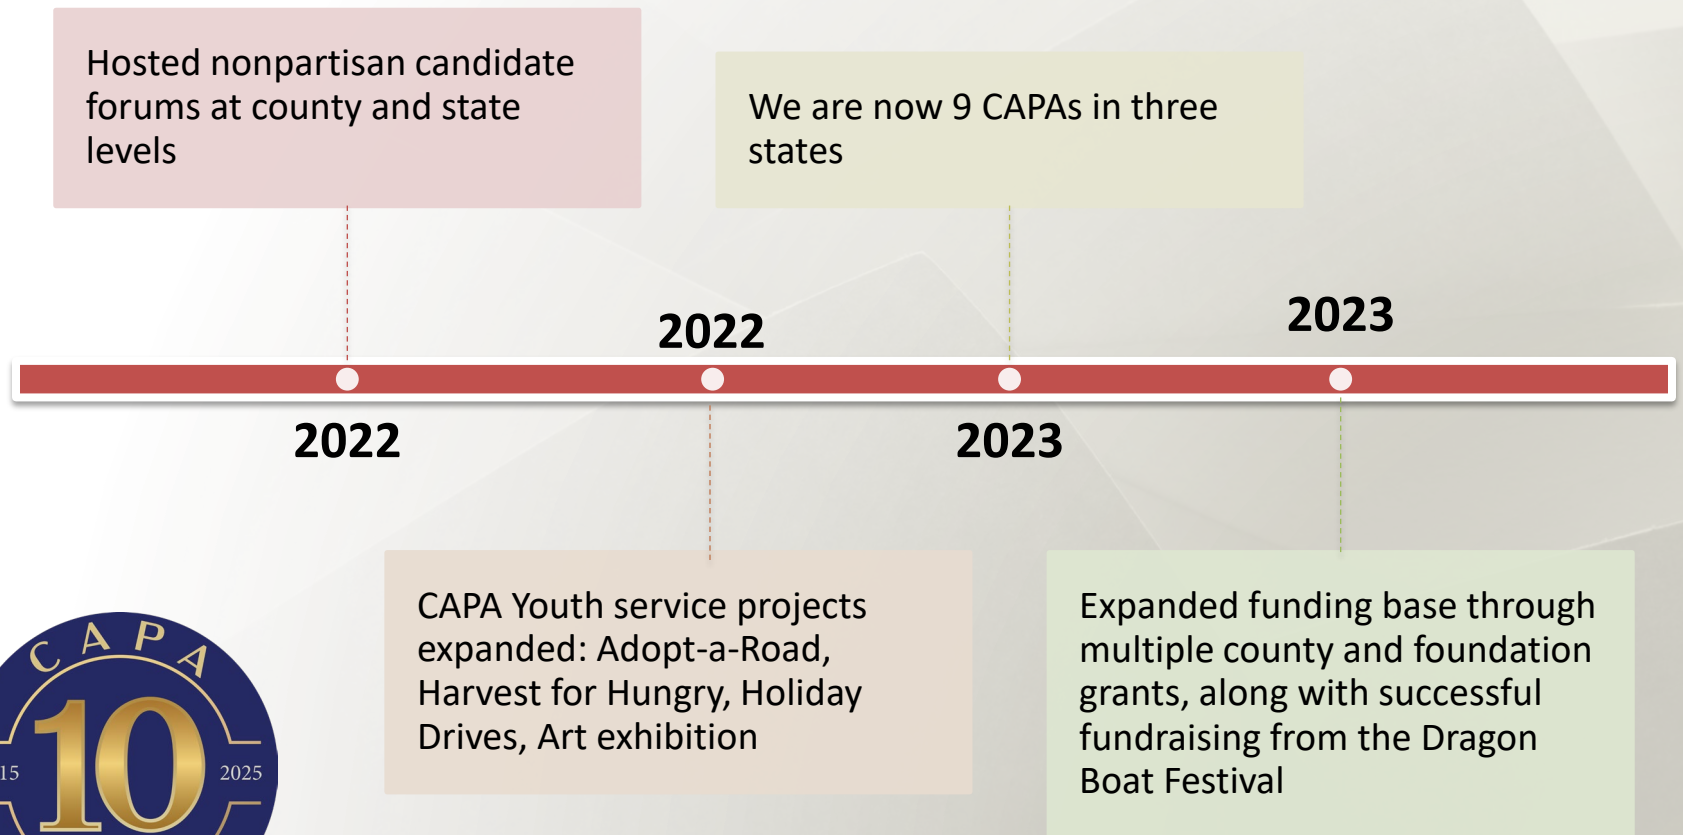 Hosted nonpartisan candidate
forums at county and state
levels
We are now 9 CAPAs in three
states
2022
2023
2022
2023
CAPA Youth service projects
expanded: Adopt-a-Road,
Harvest for Hungry, Holiday
Drives, Art exhibition
Expanded funding base through
multiple county and foundation
grants, along with successful
fundraising from the Dragon
Boat Festival
CAPA
10
15
2025